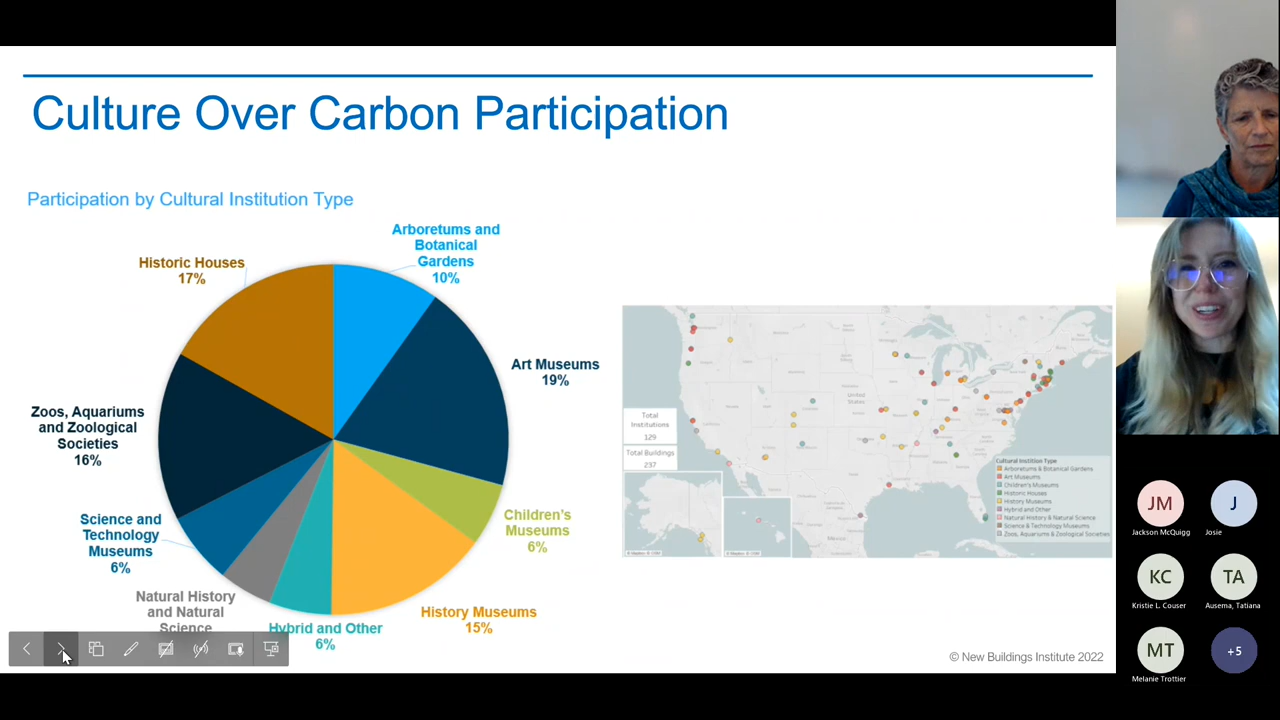 Culture Over Carbon Participation
Participation by Cultural Institution Type
Arboretums and
Botanical
Gardens
10%
Historic Houses
17%
Art Museums
19%
Zoos, Aquariums
and Zoological
Societies
16%
Children's
Museums
6%
Science and
Technology
Museums
6%
Natural History
and Natural
Science
History Museums
15%
Hybrid and Other
6%
Total
Institutions
129
Total Buildings
237
United
States
Mexico
Cultural Instition Type
Arboretums & Botanical Gardens
Art Museums
Children's Museums
Historic Houses
History Museums
Hybrid and Other
Natural History & Natural Science
Science & Technology Museums
Zoos, Aquariums & Zoological Societies
© New Buildings Institute 2022
JM
Jackson McQuigg
J
Josie
KC
Kristie L. Couser
TA
Ausema, Tatiana
MT
Melanie Trottier
+5